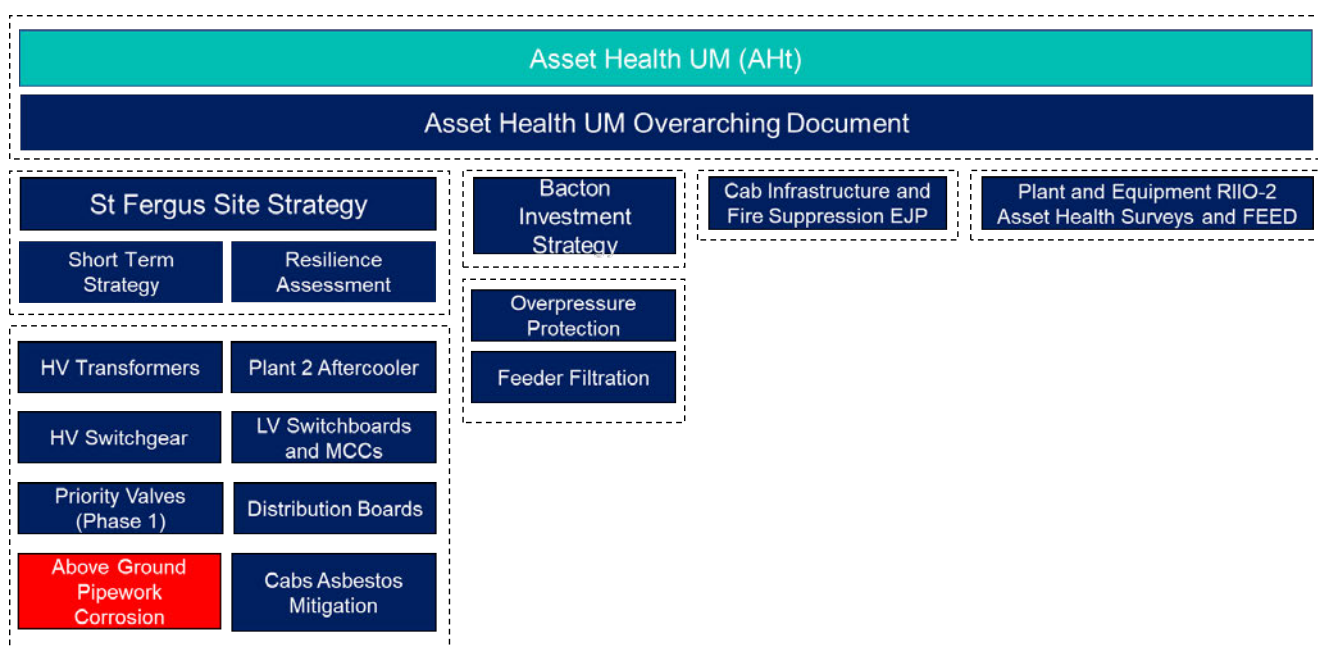 Asset Health UM (AHt)
Asset Health UM Overarching Document
St Fergus Site Strategy
Short Term
Strategy
Resilience
Assessment
HV Transformers
Plant 2 Aftercooler
HV Switchgear
LV Switchboards
and MCCs
Priority Valves
(Phase 1)
Distribution Boards
Above Ground
Pipework
Corrosion
Cabs Asbestos
Mitigation
Bacton
Investment
Strategy
Overpressure
Protection
Feeder Filtration
Cab Infrastructure and
Fire Suppression EJP
Plant and Equipment RIIO-2
Asset Health Surveys and FEED